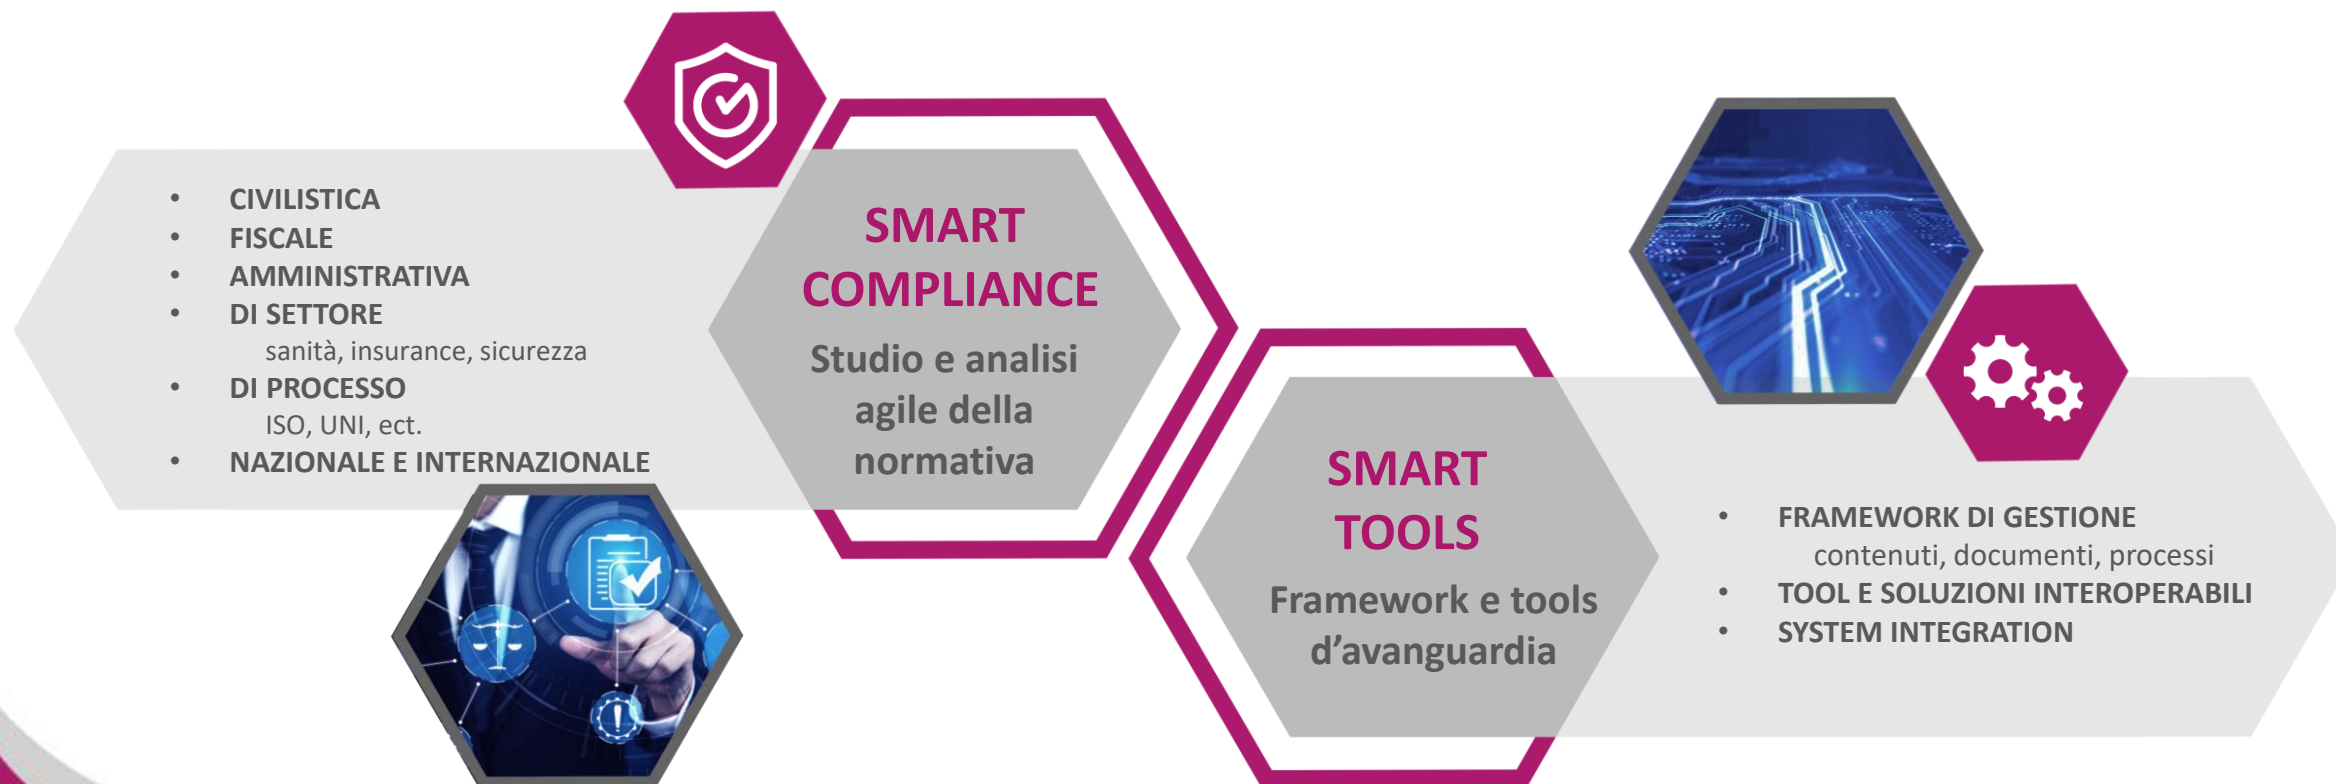 • CIVILISTICA
• FISCALE
• AMMINISTRATIVA
• DI SETTORE
sanità, insurance, sicurezza
• DI PROCESSO
ISO, UNI, ect.
• NAZIONALE E INTERNAZIONALE
SMART
COMPLIANCE
Studio e analisi
agile della
normativa
SMART
TOOLS
Framework e tools
d’avanguardia
• FRAMEWORK DI GESTIONE
contenuti, documenti, processi
• TOOL E SOLUZIONI INTEROPERABILI
• SYSTEM INTEGRATION